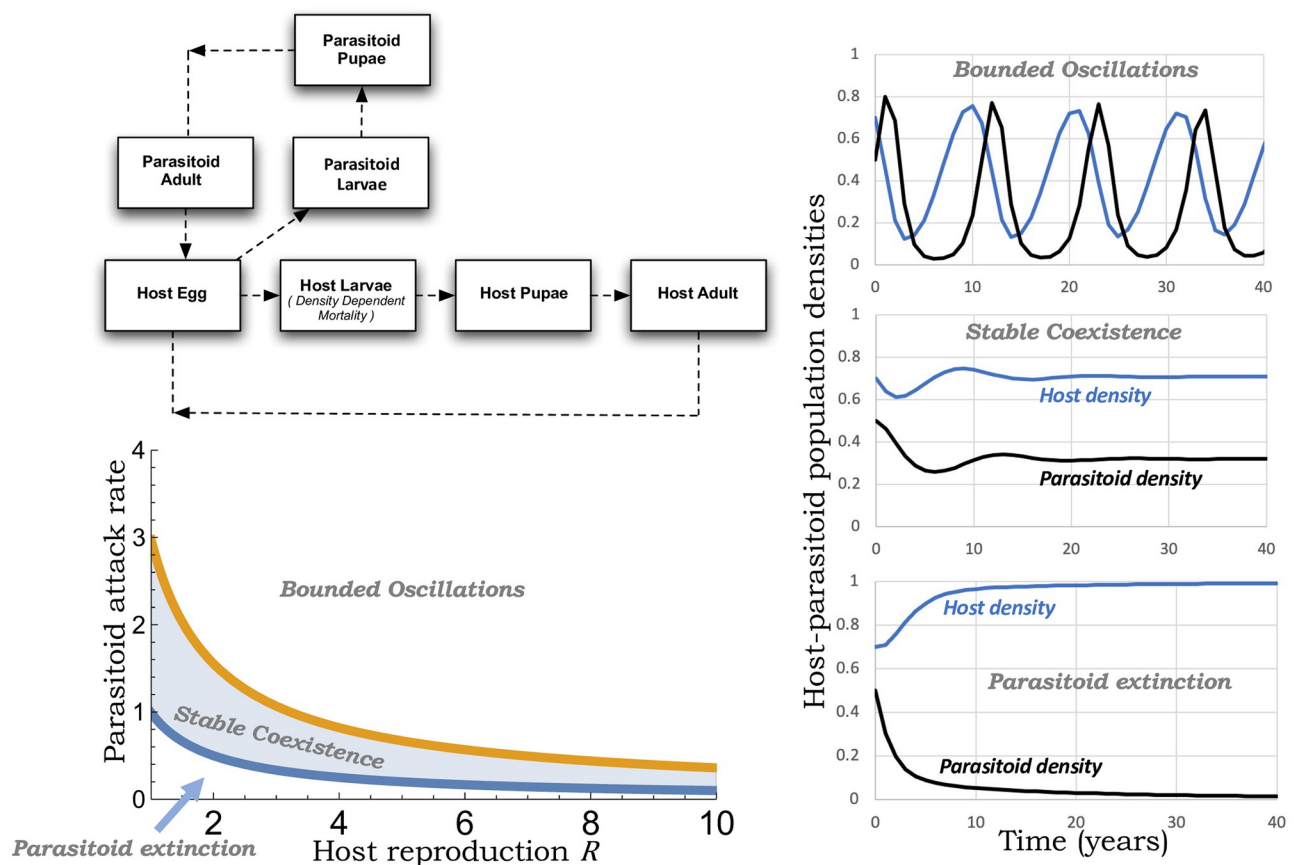 Parasitoid
Pupae
Parasitoid
Adult
Parasitoid
Larvae
Host Egg
Host Larvae
( Density Dependent
Mortality )
Host Pupae
Host Adult
Parasitoid attack rate
4
3
2
1
0
Bounded Oscillations
Stable Coexistence
Parasitoid extinction
2
4
6
8
10
Host reproduction R
Host-parasitoid population densities
1
0.8
0.6
0.4
0.2
0
Bounded Oscillations
0
10
20
30
40
1
0.8
0.6
0.4
0.2
0
Stable Coexistence
Host density
Parasitoid density
0
10
20
30
40
1
0.8
0.6
0.4
0.2
0
Host density
Parasitoid extinction
Parasitoid density
0
10
20
30
40
Time (years)